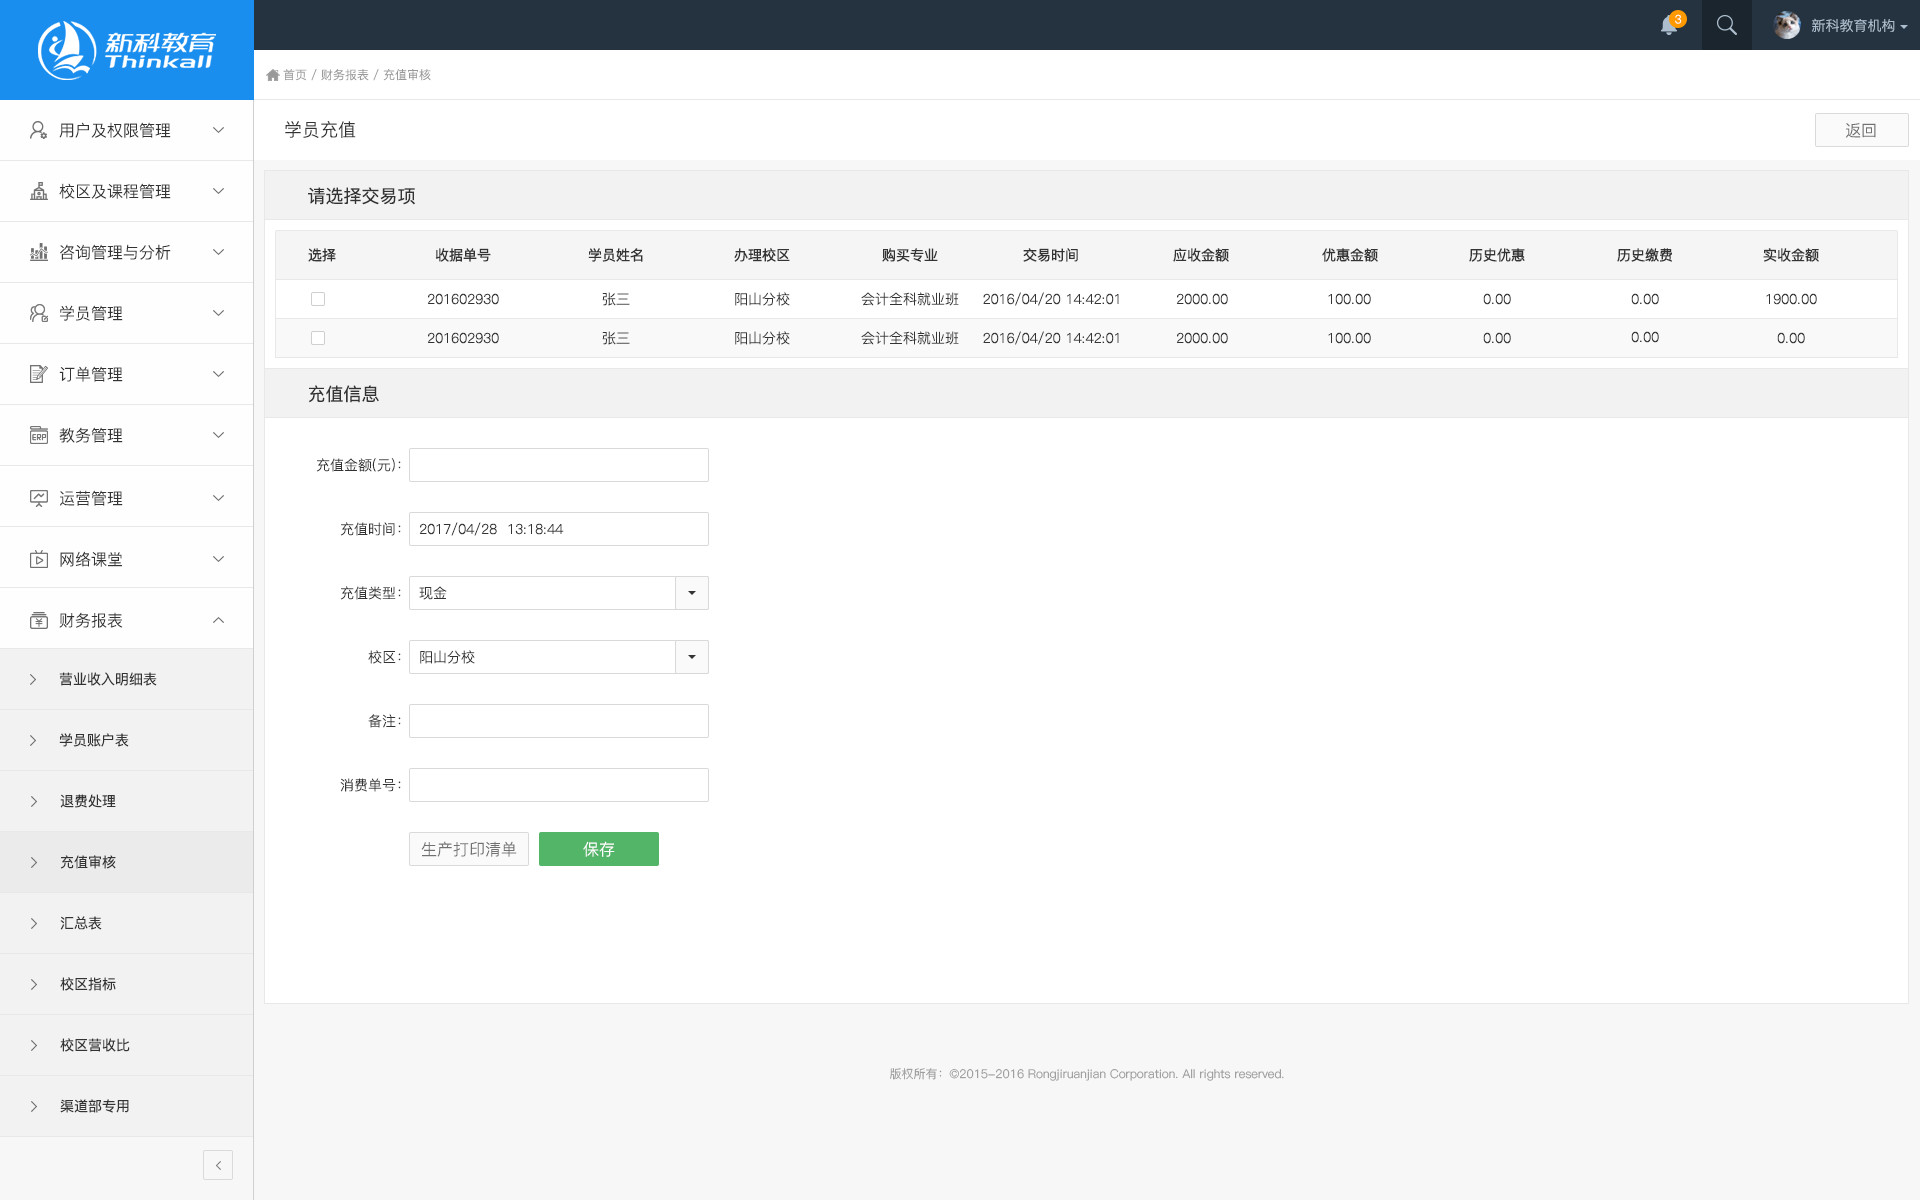 新科教育
Thinkall
3
新科教育机构
首页 / 财务报表 / 充值审核
学员充值
返回
用户及权限管理
校区及课程管理
咨询管理与分析
学员管理
订单管理
ERP 教务管理
运营管理
网络课堂
¥ 财务报表
营业收入明细表
学员账户表
退费处理
充值审核
汇总表
校区指标
校区营收比
渠道部专用
请选择交易项
选择 收据单号 学员姓名 办理校区 购买专业 交易时间 应收金额 优惠金额 历史优惠 历史缴费 实收金额
201602930 张三 阳山分校 会计全科就业班 2016/04/20 14:42:01 2000.00 100.00 0.00 0.00 1900.00
201602930 张三 阳山分校 会计全科就业班 2016/04/20 14:42:01 2000.00 100.00 0.00 0.00 0.00
充值信息
充值金额(元):
充值时间: 2017/04/28 13:18:44
充值类型: 现金
校区: 阳山分校
备注:
消费单号:
生产打印清单 保存
版权所有：©2015-2016 Rongjiruanjian Corporation. All rights reserved.